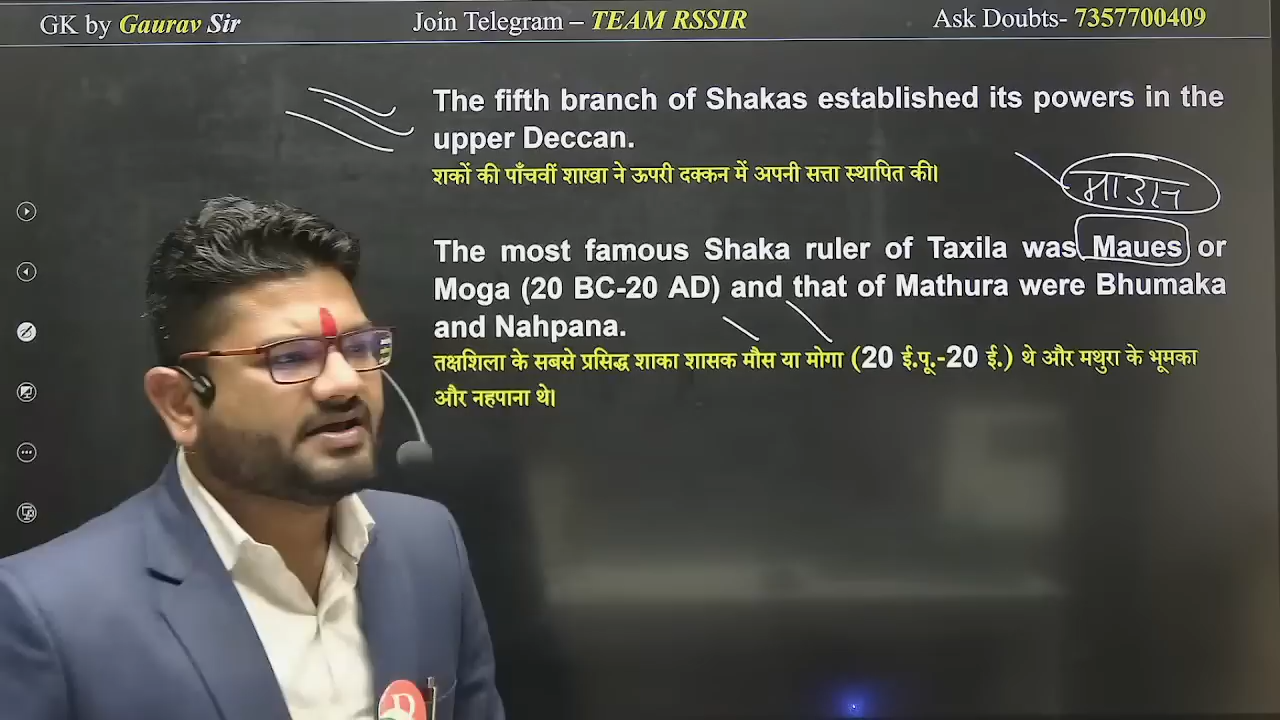 GK by Gaurav Sir
Join Telegram – TEAM RSSIR
Ask Doubts- 7357700409
The fifth branch of Shakas established its powers in the
upper Deccan.
शकों की पाँचवीं शाखा ने ऊपरी दक्कन में अपनी सत्ता स्थापित की।
माउस
The most famous Shaka ruler of Taxila was Maues or
Moga (20 BC-20 AD) and that of Mathura were Bhumaka
and Nahpana.
तक्षशिला के सबसे प्रसिद्ध शाका शासक मौस या मोगा (20 ई.पू.-20 ई.) थे और मथुरा के भूमका
और नहपाना थे।